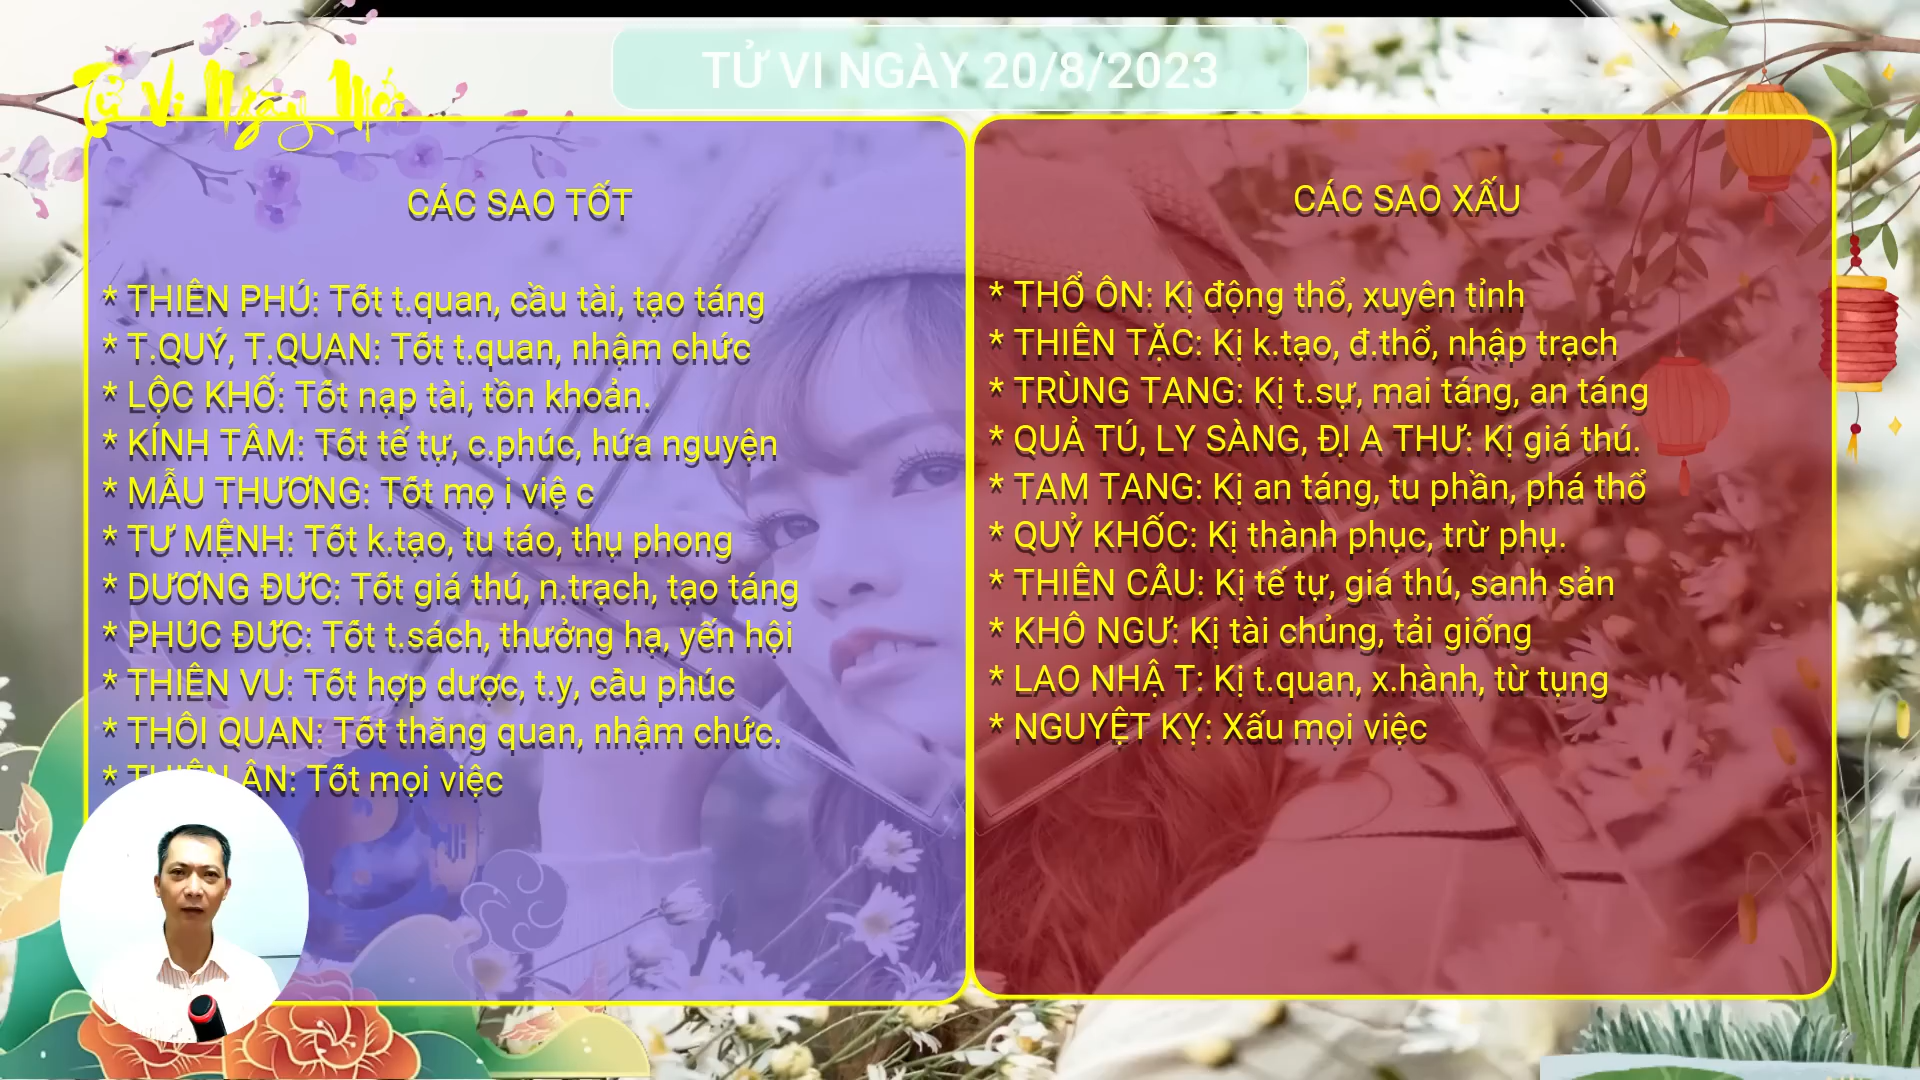 Tử Vi Ngày Mới
TỬ VI NGÀY 20/8/2023
CÁC SAO TỐT
* THIÊN PHÚ: Tốt t.quan, cầu tài, tạo táng
* T.QUÝ, T.QUAN: Tốt t.quan, nhậm chức
* LỘC KHỐ: Tốt nạp tài, tồn khoản.
* KÍNH TÂM: Tốt tế tự, c.phúc, hứa nguyện
* MẪU THƯƠNG: Tốt mọ i việ c
* TƯ MỆNH: Tốt k.tạo, tu táo, thụ phong
* DƯƠNG ĐỨC: Tốt giá thú, n.trạch, tạo táng
* PHÚC ĐỨC: Tốt t.sách, thưởng hạ, yến hội
* THIÊN VU: Tốt hợp dược, t.y, cầu phúc
* THÔI QUAN: Tốt thăng quan, nhậm chức.
* THIÊN ÂN: Tốt mọi việc
CÁC SAO XẤU
* THỔ ÔN: Kị động thổ, xuyên tỉnh
* THIÊN TẶC: Kị k.tạo, đ.thổ, nhập trạch
* TRÙNG TANG: Kị t.sự, mai táng, an táng
* QUẢ TÚ, LY SÀNG, ĐỊ A THƯ: Kị giá thú.
* TAM TANG: Kị an táng, tu phần, phá thổ
* QUỶ KHỐC: Kị thành phục, trừ phụ.
* THIÊN CẨU: Kị tế tự, giá thú, sanh sản
* KHÔ NGƯ: Kị tài chủng, tải giống
* LAO NHẬ T: Kị t.quan, x.hành, từ tụng
* NGUYỆT KỴ: Xấu mọi việc